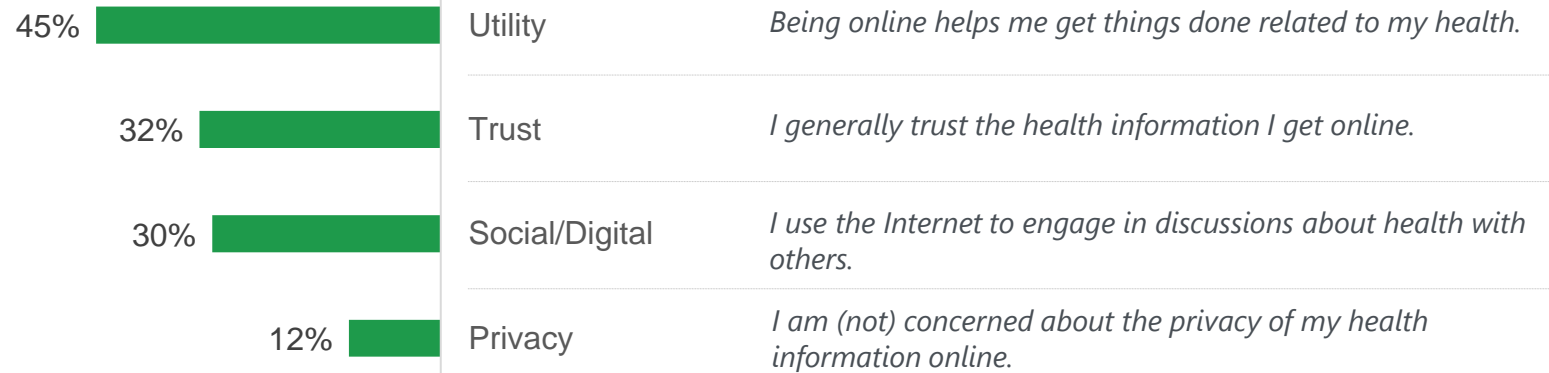 45% Utility Being online helps me get things done related to my health.
32% Trust I generally trust the health information I get online.
30% Social/Digital I use the Internet to engage in discussions about health with
others.
12% Privacy I am (not) concerned about the privacy of my health
information online.